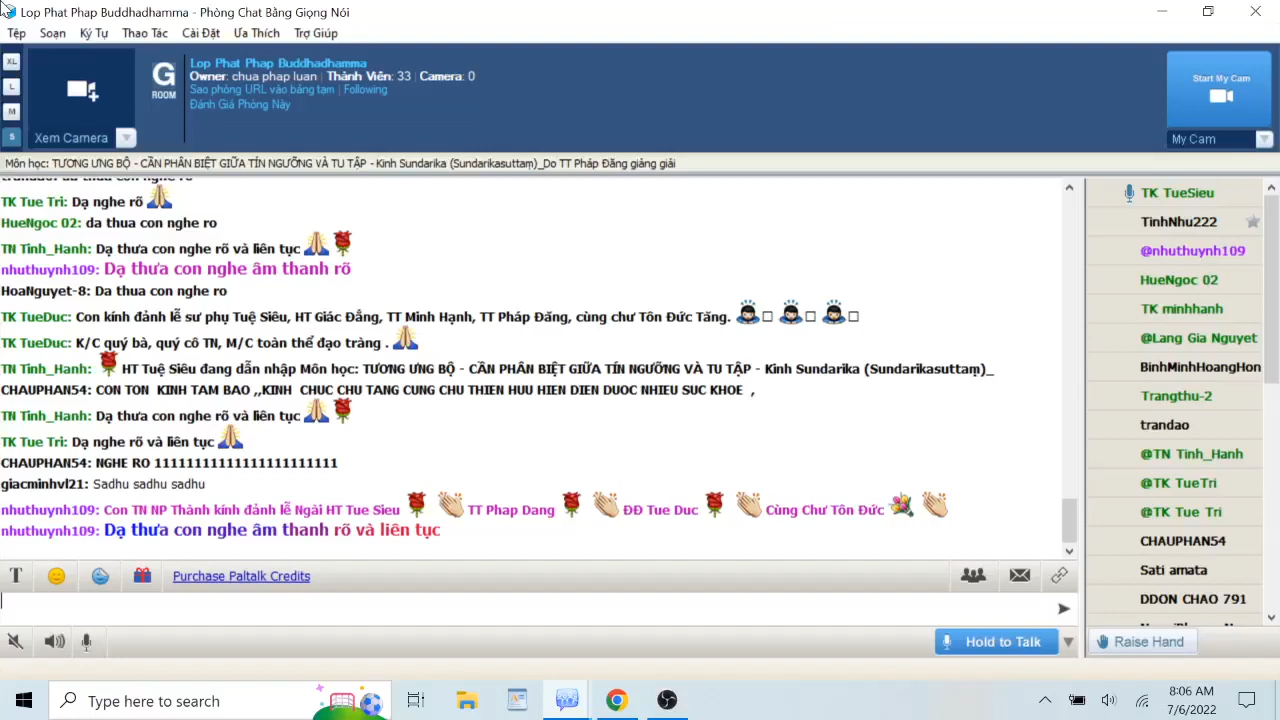 Lop Phat Phap Buddhadhamma - Phòng Chat Bằng Giọng Nói
Tệp Soạn Ký Tự Thao Tác Cài Đặt Ưa Thích Trợ Giúp
XL
L
M
S
Xem Camera
G
ROOM
Lop Phat Phap Buddhadhamma
Owner: chua phap luan | Thành Viên: 33 | Camera: 0
Sao phòng URL vào bảng tạm | Following
Đánh Giá Phòng Này
Start My Cam
My Cam
Môn học: TƯƠNG ƯNG BỘ - CẦN PHÂN BIỆT GIỮA TÍN NGƯỠNG VÀ TU TẬP - Kinh Sundarika (Sundarikasuttaṃ)_Do TT Pháp Đăng giảng giải
TK Tue Tri: Dạ nghe rõ
HueNgoc 02: da thua con nghe ro
TN Tinh_Hanh: Dạ thưa con nghe rõ và liên tục
nhuthuynh109: Dạ thưa con nghe âm thanh rõ
HoaNguyet-8: Da thua con nghe ro
TK TueDuc: Con kính đảnh lễ sư phụ Tuệ Siêu, HT Giác Đẳng, TT Minh Hạnh, TT Pháp Đăng, cùng chư Tôn Đức Tăng.
TK TueDuc: K/C quý bà, quý cô TN, M/C toàn thể đạo tràng .
TN Tinh_Hanh: HT Tuệ Siêu đang dẫn nhập Môn học: TƯƠNG ƯNG BỘ - CẦN PHÂN BIỆT GIỮA TÍN NGƯỠNG VÀ TU TẬP - Kinh Sundarika (Sundarikasuttaṃ)_
CHAUPHAN54: CON TON KINH TAM BAO ,,KINH CHUC CHU TANG CUNG CHU THIEN HUU HIEN DIEN DUOC NHIEU SUC KHOE ,
TN Tinh_Hanh: Dạ thưa con nghe rõ và liên tục
TK Tue Tri: Dạ nghe rõ và liên tục
CHAUPHAN54: NGHE RO 11111111111111111111111
giacminhvl21: Sadhu sadhu sadhu
nhuthuynh109: Con TN NP Thành kính đảnh lễ Ngài HT Tue Sieu TT Phap Dang ĐĐ Tue Duc Cùng Chư Tôn Đức
nhuthuynh109: Dạ thưa con nghe âm thanh rõ và liên tục
TK TueSieu
TinhNhu222
@nhuthuynh109
HueNgoc 02
TK minhhanh
@Lang Gia Nguyet
BinhMinhHoangHon
Trangthu-2
trandao
@TN Tinh_Hanh
@TK TueTri
@TK Tue Tri
CHAUPHAN54
Sati amata
DDON CHAO 791
T Purchase Paltalk Credits
Hold to Talk
Raise Hand
Type here to search
8:06 AM
7/6/2022